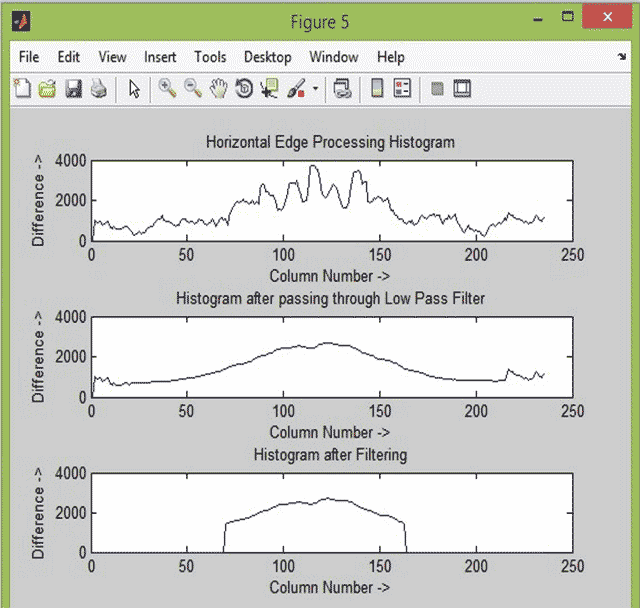 Figure 5
File Edit View Insert Tools Desktop Window Help
Horizontal Edge Processing Histogram
Difference ->
4000
2000
0
0 50 100 150 200 250
Column Number ->
Histogram after passing through Low Pass Filter
Difference ->
4000
2000
0
0 50 100 150 200 250
Column Number ->
Histogram after Filtering
Difference ->
4000
2000
0
0 50 100 150 200 250
Column Number ->